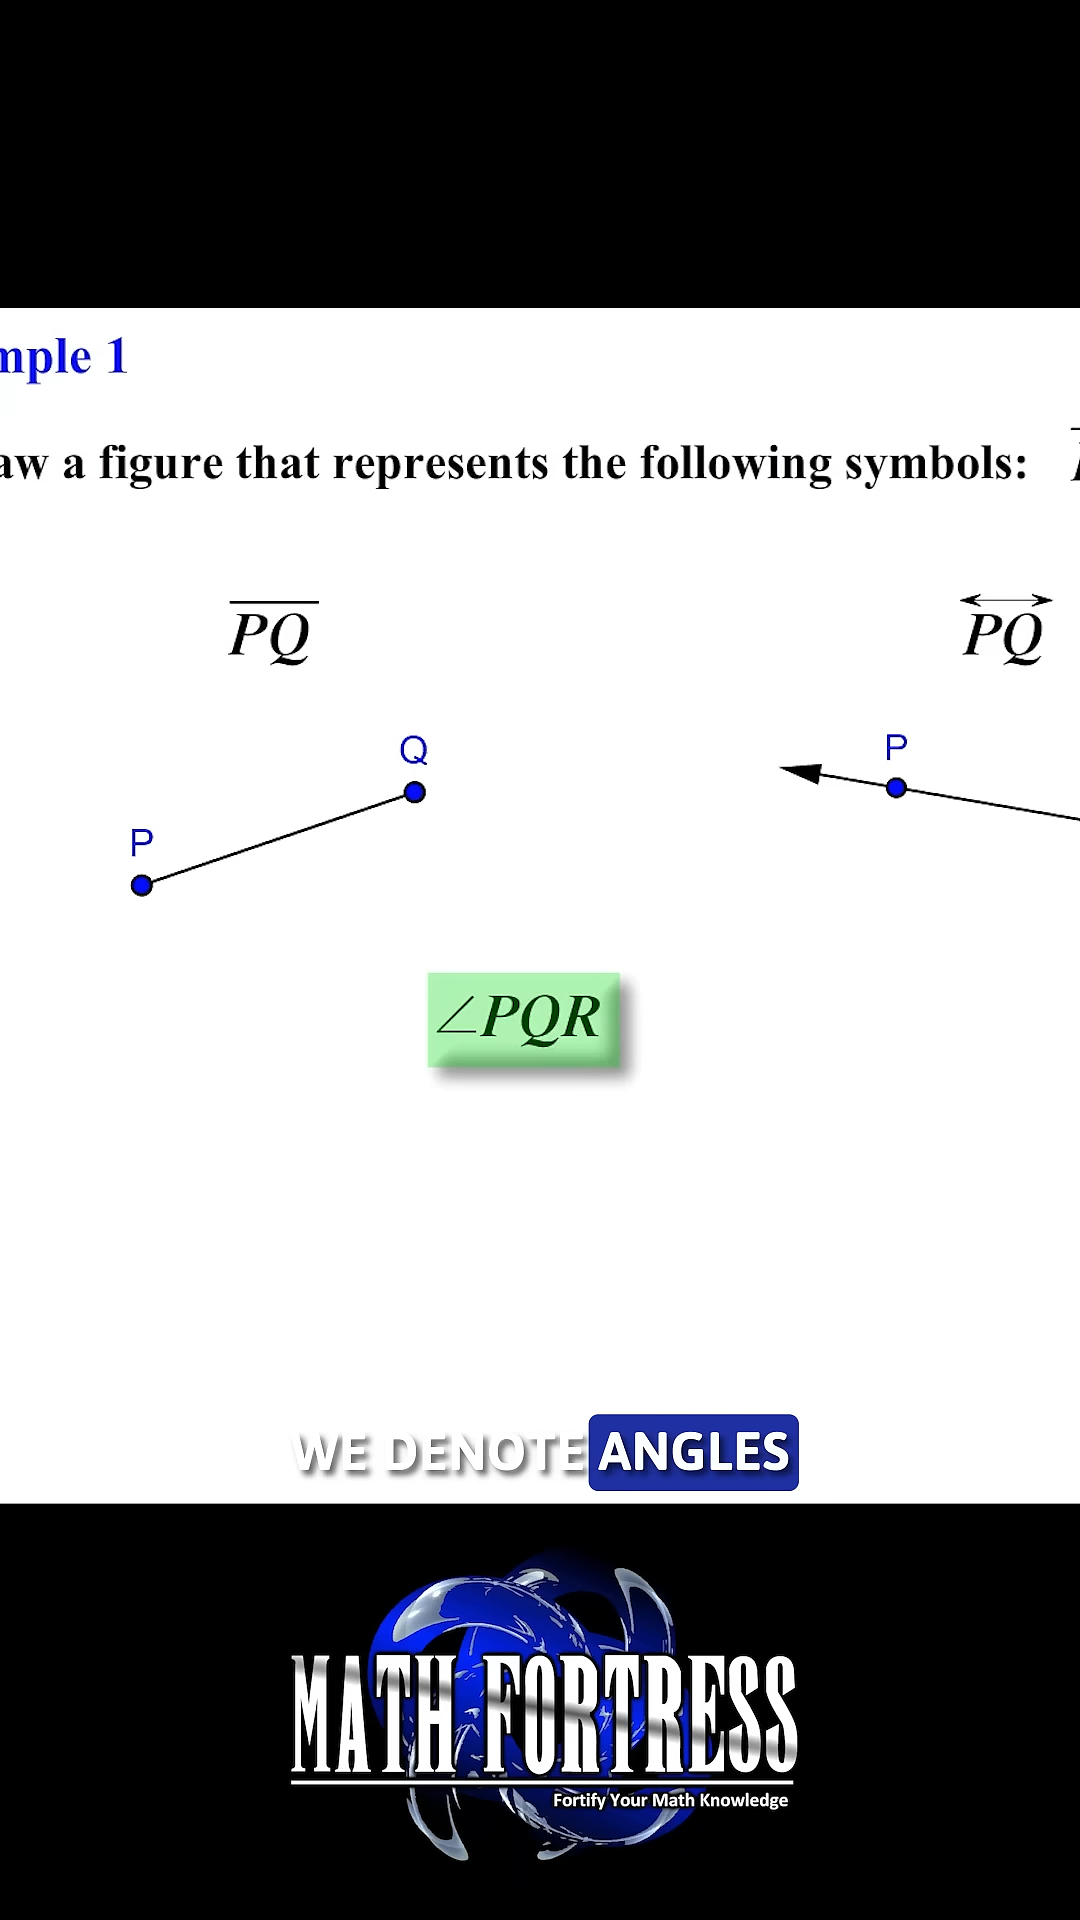 mple 1
aw a figure that represents the following symbols:
PQ PQ
Q P
P
∠PQR
WE DENOTE ANGLES
MATH FORTRESS
Fortify Your Math Knowledge